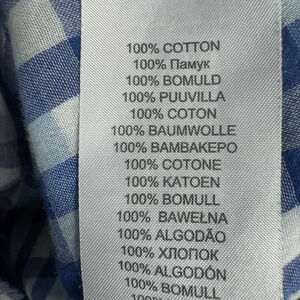 100% COTTON
100% Памук
100% BOMULD
100% PUUVILLA
100% COTON
100% BAUMWOLLE
100% BAMBAKEPO
100% COTONE
100% KATOEN
100% BOMULL
100% BAWEŁNA
100% ALGODÃO
100% ХЛОПОК
100% ALGODÓN
100% BOMULL